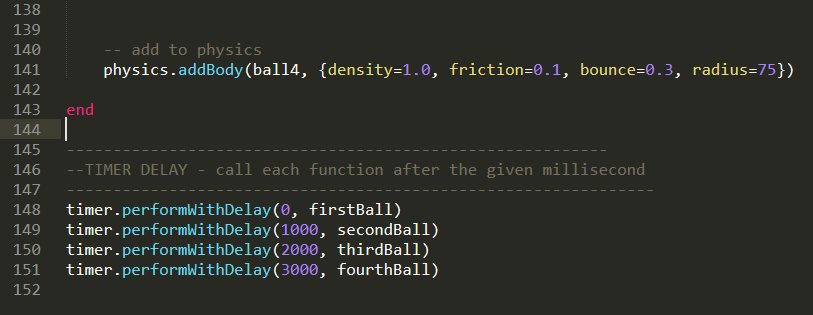 138
139
140 -- add to physics
141 physics.addBody(ball4, {density=1.0, friction=0.1, bounce=0.3, radius=75})
142
143 end
144
145 ----------------------------------------------------------
146 --TIMER DELAY - call each function after the given millisecond
147 ---------------------------------------------------------------
148 timer.performWithDelay(0, firstBall)
149 timer.performWithDelay(1000, secondBall)
150 timer.performWithDelay(2000, thirdBall)
151 timer.performWithDelay(3000, fourthBall)
152